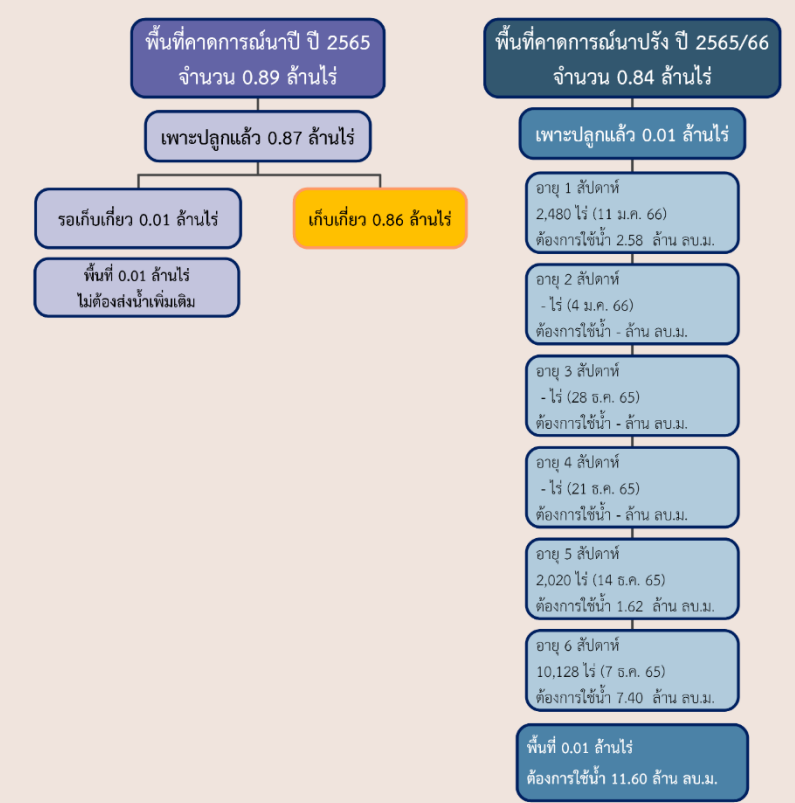 พื้นที่คาดการณ์นาปี ปี 2565
จำนวน 0.89 ล้านไร่
เพาะปลูกแล้ว 0.87 ล้านไร่
รอเก็บเกี่ยว 0.01 ล้านไร่
เก็บเกี่ยว 0.86 ล้านไร่
พื้นที่ 0.01 ล้านไร่
ไม่ต้องส่งน้ำเพิ่มเติม
พื้นที่คาดการณ์นาปรัง ปี 2565/66
จำนวน 0.84 ล้านไร่
เพาะปลูกแล้ว 0.01 ล้านไร่
อายุ 1 สัปดาห์
2,480 ไร่ (11 ม.ค. 66)
ต้องการใช้น้ำ 2.58 ล้าน ลบ.ม.
อายุ 2 สัปดาห์
- ไร่ (4 ม.ค. 66)
ต้องการใช้น้ำ - ล้าน ลบ.ม.
อายุ 3 สัปดาห์
- ไร่ (28 ธ.ค. 65)
ต้องการใช้น้ำ - ล้าน ลบ.ม.
อายุ 4 สัปดาห์
- ไร่ (21 ธ.ค. 65)
ต้องการใช้น้ำ - ล้าน ลบ.ม.
อายุ 5 สัปดาห์
2,020 ไร่ (14 ธ.ค. 65)
ต้องการใช้น้ำ 1.62 ล้าน ลบ.ม.
อายุ 6 สัปดาห์
10,128 ไร่ (7 ธ.ค. 65)
ต้องการใช้น้ำ 7.40 ล้าน ลบ.ม.
พื้นที่ 0.01 ล้านไร่
ต้องการใช้น้ำ 11.60 ล้าน ลบ.ม.